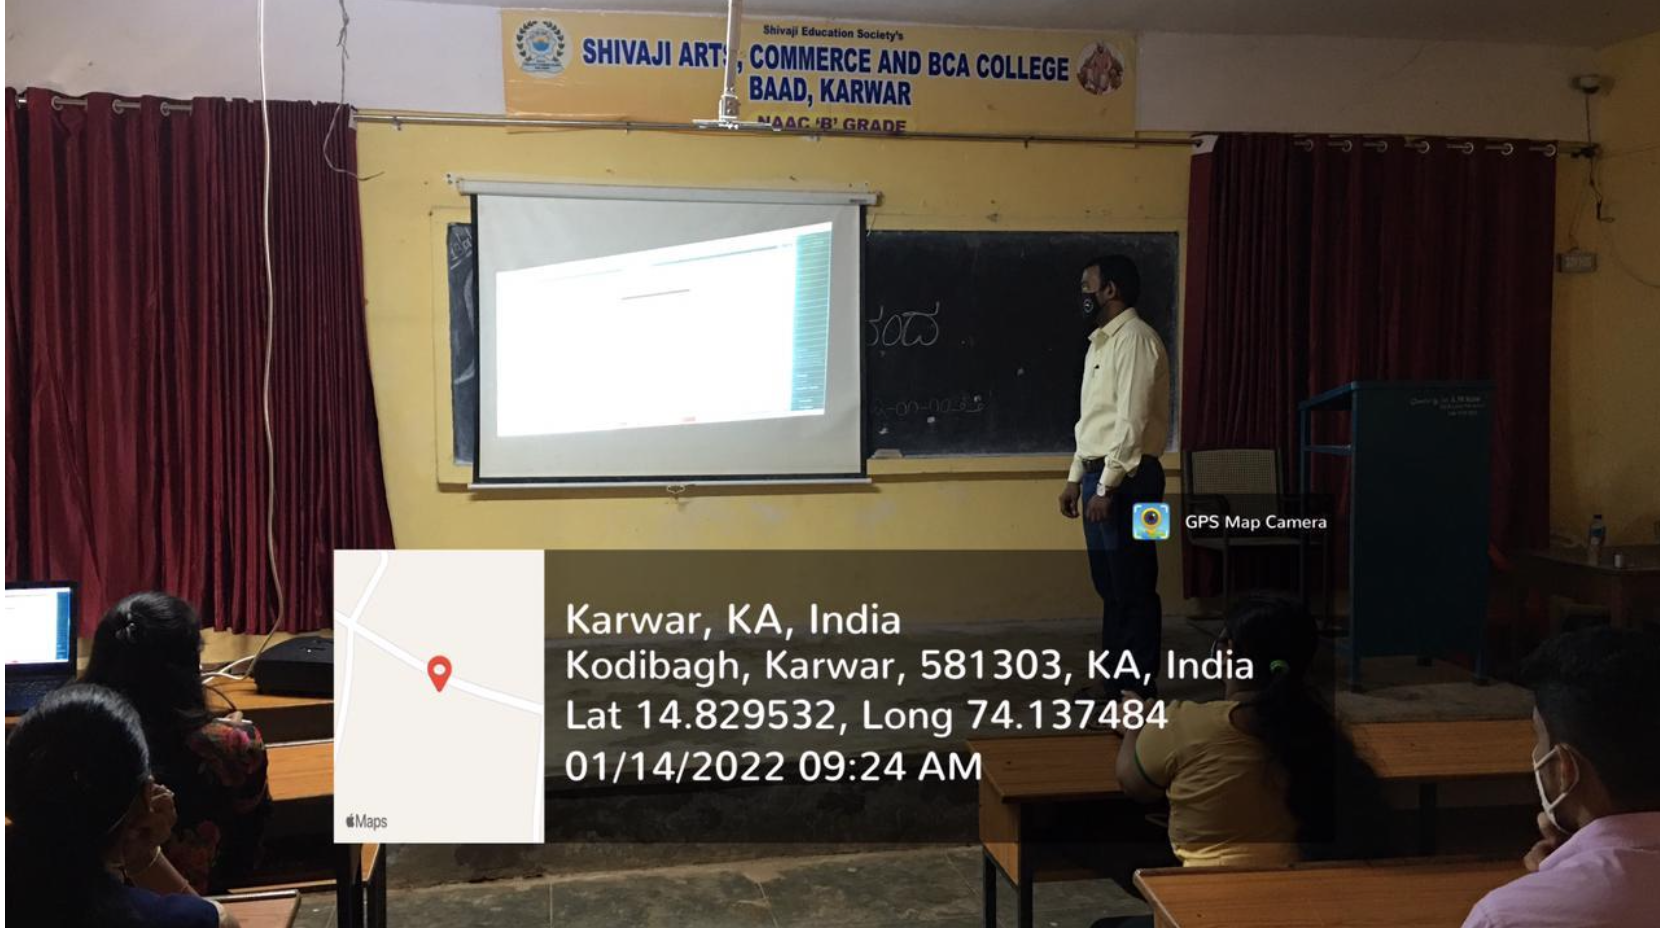 Shivaji Education Society's
SHIVAJI ARTS, COMMERCE AND BCA COLLEGE
BAAD, KARWAR
NAAC 'B' GRADE
GPS Map Camera
Karwar, KA, India
Kodibagh, Karwar, 581303, KA, India
Lat 14.829532, Long 74.137484
01/14/2022 09:24 AM
Maps